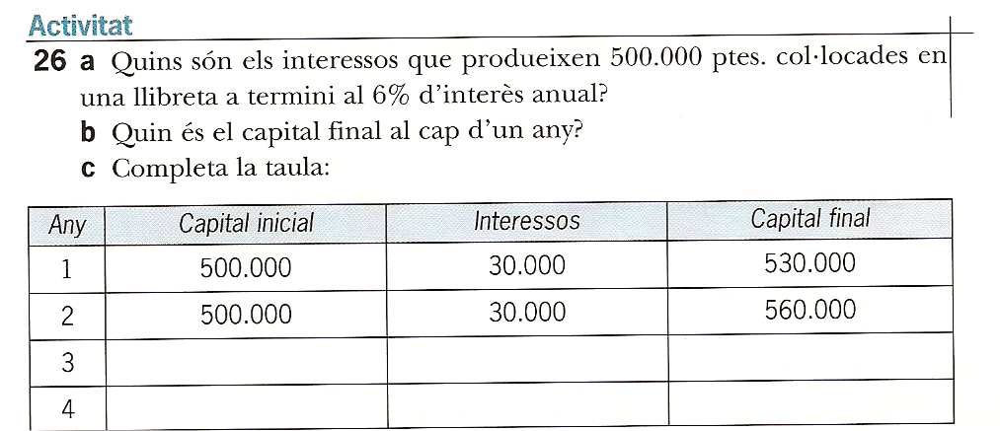 Activitat
26 a Quins són els interessos que produeixen 500.000 ptes. col·locades en
una llibreta a termini al 6% d'interès anual?
b Quin és el capital final al cap d'un any?
c Completa la taula:
Any Capital inicial Interessos Capital final
1 500.000 30.000 530.000
2 500.000 30.000 560.000
3
4